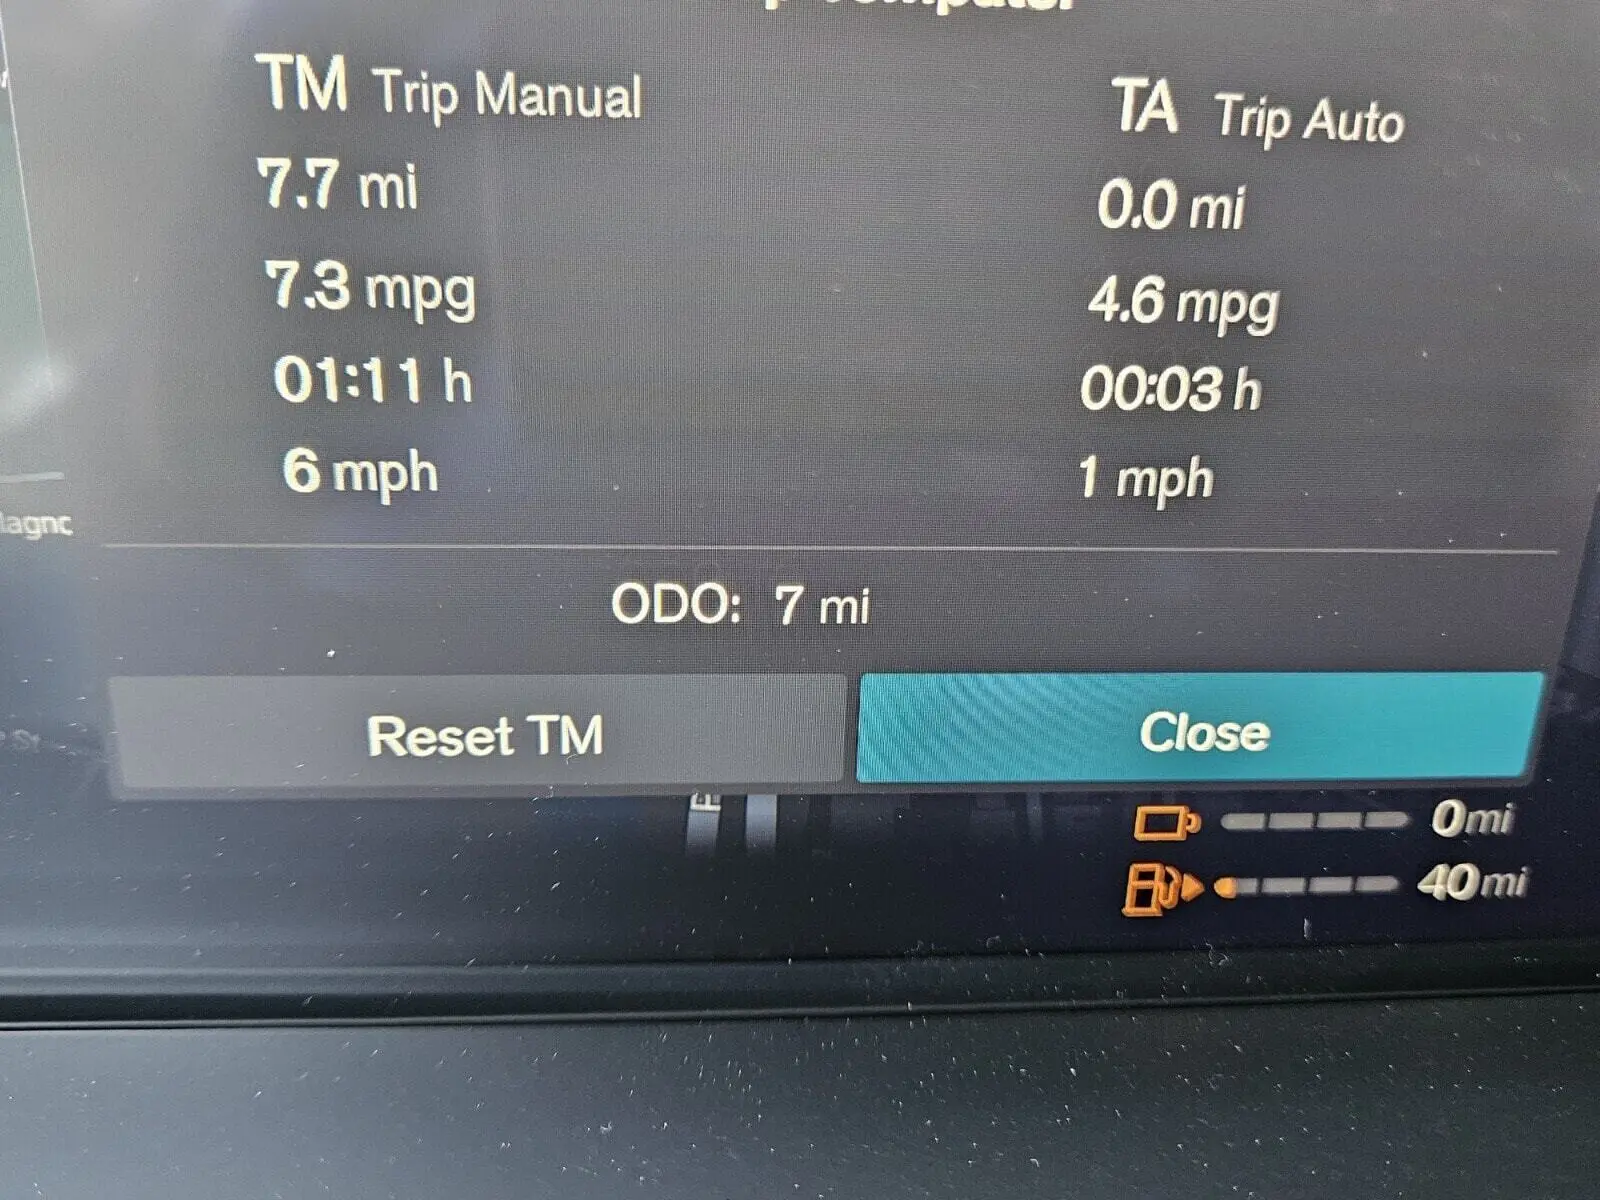 TM Trip Manual
7.7 mi
7.3 mpg
01:11 h
6 mph
TA Trip Auto
0.0 mi
4.6 mpg
00:03 h
1 mph
ODO: 7 mi
Reset TM
Close
0mi
40mi